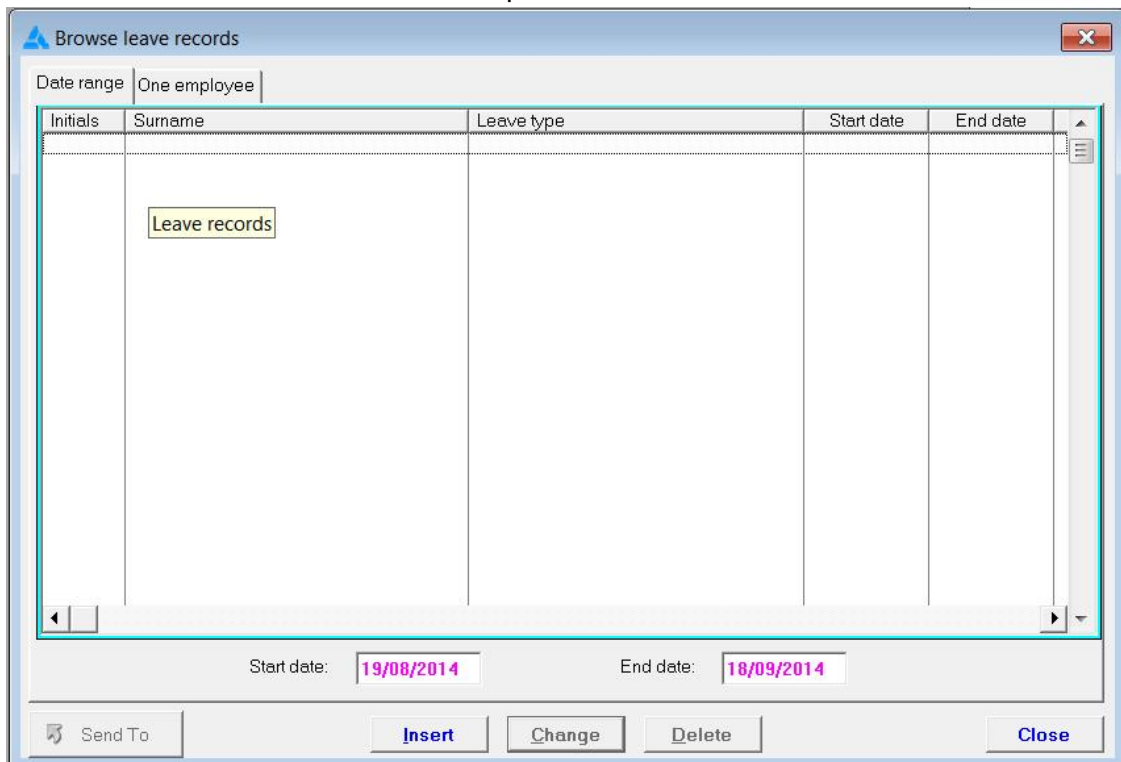 Browse leave records
Date range One employee
Initials Surname Leave type Start date End date
Leave records
Start date: 19/08/2014 End date: 18/09/2014
Send To Insert Change Delete Close